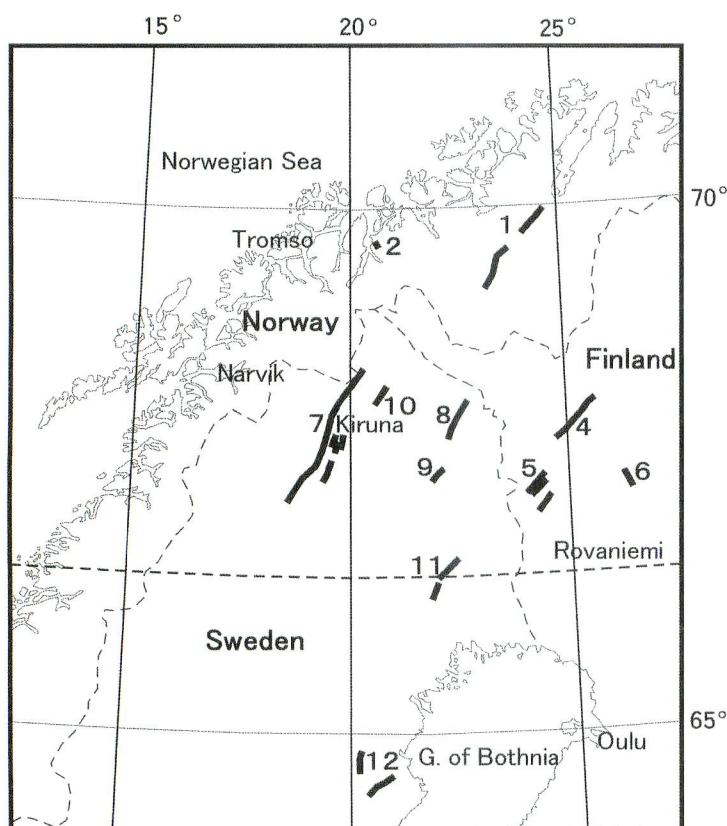 15° 20° 25°
Norwegian Sea
70°
1
Tromso 2
Norway
Finland
Narvik
10
7 Kiruna 8 4
9 5 6
Rovaniemi
11
Sweden
65°
Oulu
12 G. of Bothnia